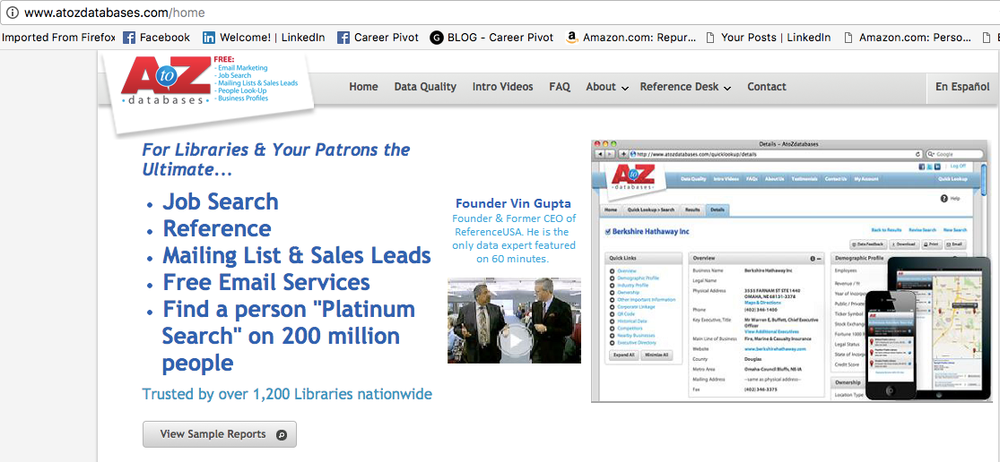 www.atozdatabases.com/home
Imported From Firefox Facebook Welcome! | LinkedIn Career Pivot BLOG - Career Pivot Amazon.com: Repur... Your Posts | LinkedIn Amazon.com: Perso...
A to Z
• databases •
FREE:
- Email Marketing
- Job Search
- Mailing Lists & Sales Leads
- People Look-Up
- Business Profiles
Home Data Quality Intro Videos FAQ About Reference Desk Contact En Español
For Libraries & Your Patrons the
Ultimate...
• Job Search
• Reference
• Mailing List & Sales Leads
• Free Email Services
• Find a person "Platinum
Search" on 200 million
people
Trusted by over 1,200 Libraries nationwide
View Sample Reports
Founder Vin Gupta
Founder & Former CEO of
ReferenceUSA. He is the
only data expert featured
on 60 minutes.
Details – AtoZdatabases
http://www.atozdatabases.com/quicklookup/details
Google
Log Off
A to Z
• databases •
Data Quality Intro Videos FAQs About Us Testimonials Contact Us My Account Quick Lookup
Help
Home Quick Lookup > Search Results Details
Berkshire Hathaway Inc
Back to Results Revise Search New Search
Data Feedback Download Print Email
Quick Links
Overview
Demographic Profile
Industry Profile
Ownership
Other Important Information
Corporate Linkage
QR Code
Historical Data
Competitors
Nearby Businesses
Executive Directory
Expand All Minimize All
Overview
Business Name Berkshire Hathaway Inc
Legal Name
Physical Address 3555 FARNAM ST STE 1440
OMAHA, NE 68131-3378
Maps & Directions
Phone (402) 346-1400
Key Executive, Title Mr Warren E. Buffett, Chief Executive
Officer
View Additional Executives
Main Line of Business Fire, Marine & Casualty Insurance
Website www.berkshirehathaway.com
County Douglas
Metro Area Omaha-Council Bluffs, NE-IA
Mailing Address --same as physical address--
Fax (402) 346-3375
Demographic Profile
Employees
Revenue / Yr
Year of Incorpo
Public / Private
Ticker Symbol
Stock Exchange
Fortune 1000 R
Legal Status
State of Incorp
Credit Score
Ownership
Location Type